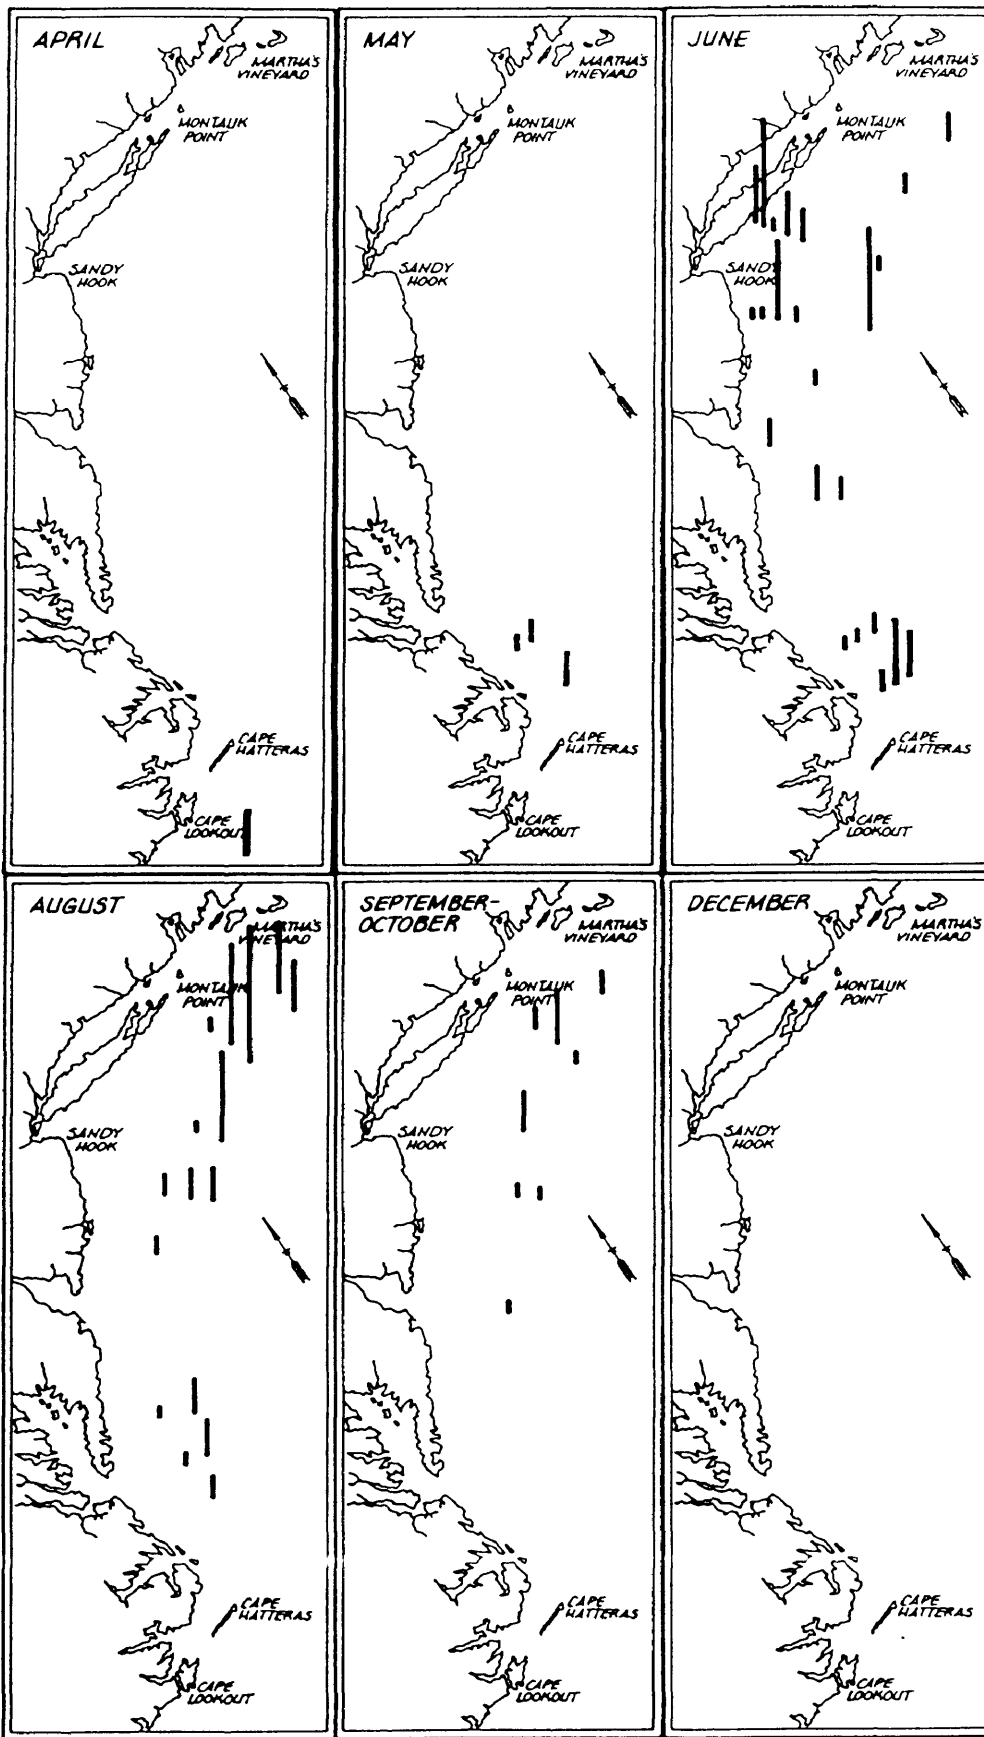 APRIL
MARTHA'S
VINEYARD
MONTAUK
POINT
SANDY
HOOK
CAPE
HATTERAS
CAPE
LOOKOUT
MAY
MARTHA'S
VINEYARD
MONTAUK
POINT
SANDY
HOOK
CAPE
HATTERAS
CAPE
LOOKOUT
JUNE
MARTHA'S
VINEYARD
MONTAUK
POINT
SANDY
HOOK
CAPE
HATTERAS
CAPE
LOOKOUT
AUGUST
MARTHA'S
VINEYARD
MONTAUK
POINT
SANDY
HOOK
CAPE
HATTERAS
CAPE
LOOKOUT
SEPTEMBER-
OCTOBER
MARTHA'S
VINEYARD
MONTAUK
POINT
SANDY
HOOK
CAPE
HATTERAS
CAPE
LOOKOUT
DECEMBER
MARTHA'S
VINEYARD
MONTAUK
POINT
SANDY
HOOK
CAPE
HATTERAS
CAPE
LOOKOUT